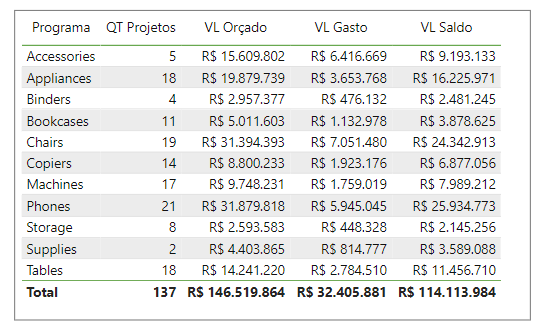 Programa QT Projetos VL Orçado VL Gasto VL Saldo
Accessories 5 R$ 15.609.802 R$ 6.416.669 R$ 9.193.133
Appliances 18 R$ 19.879.739 R$ 3.653.768 R$ 16.225.971
Binders 4 R$ 2.957.377 R$ 476.132 R$ 2.481.245
Bookcases 11 R$ 5.011.603 R$ 1.132.978 R$ 3.878.625
Chairs 19 R$ 31.394.393 R$ 7.051.480 R$ 24.342.913
Copiers 14 R$ 8.800.233 R$ 1.923.176 R$ 6.877.056
Machines 17 R$ 9.748.231 R$ 1.759.019 R$ 7.989.212
Phones 21 R$ 31.879.818 R$ 5.945.045 R$ 25.934.773
Storage 8 R$ 2.593.583 R$ 448.328 R$ 2.145.256
Supplies 2 R$ 4.403.865 R$ 814.777 R$ 3.589.088
Tables 18 R$ 14.241.220 R$ 2.784.510 R$ 11.456.710
Total 137 R$ 146.519.864 R$ 32.405.881 R$ 114.113.984